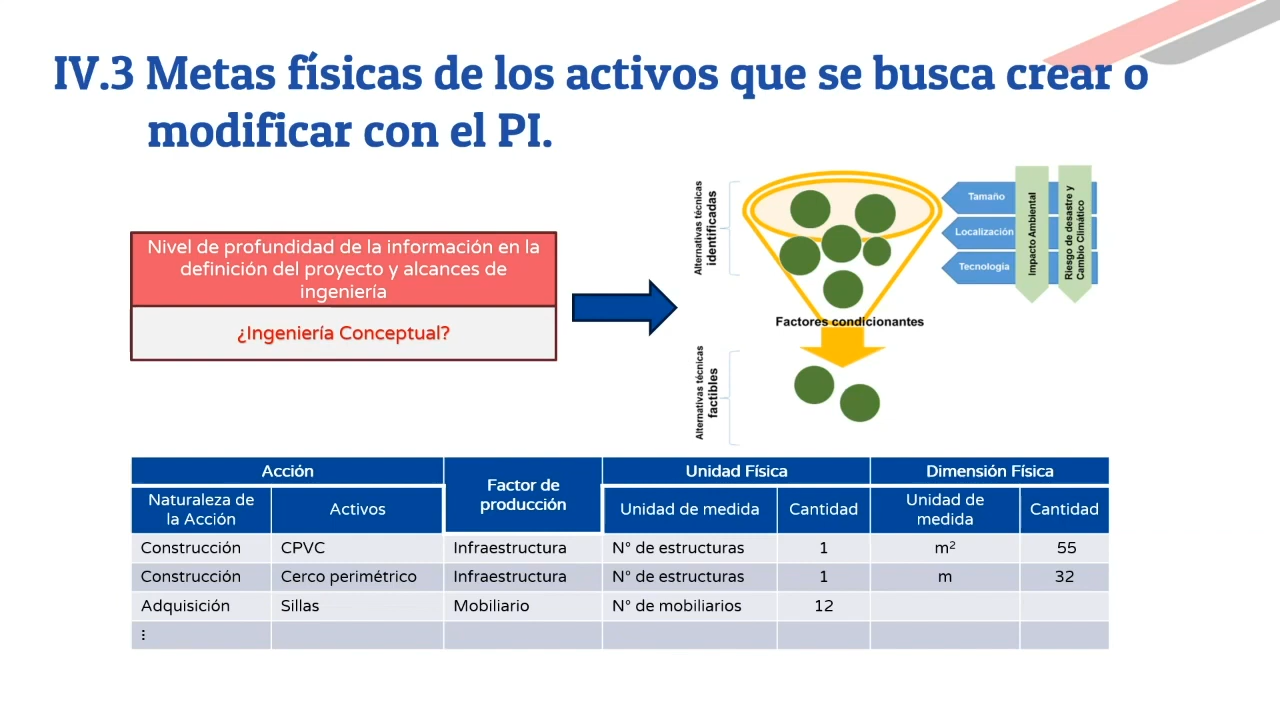 IV.3 Metas físicas de los activos que se busca crear o
modificar con el PI.
Nivel de profundidad de la información en la
definición del proyecto y alcances de
ingeniería
¿Ingeniería Conceptual?
Alternativas técnicas
identificadas
Tamaño
Localización
Tecnología
Impacto Ambiental
Riesgo de desastre y
Cambio Climático
Factores condicionantes
Alternativas técnicas
factibles
Acción
Factor de
producción
Unidad Física
Dimensión Física
Naturaleza de
la Acción
Activos
Unidad de medida
Cantidad
Unidad de
medida
Cantidad
Construcción CPVC Infraestructura N° de estructuras 1 m² 55
Construcción Cerco perimétrico Infraestructura N° de estructuras 1 m 32
Adquisición Sillas Mobiliario N° de mobiliarios 12
⋮